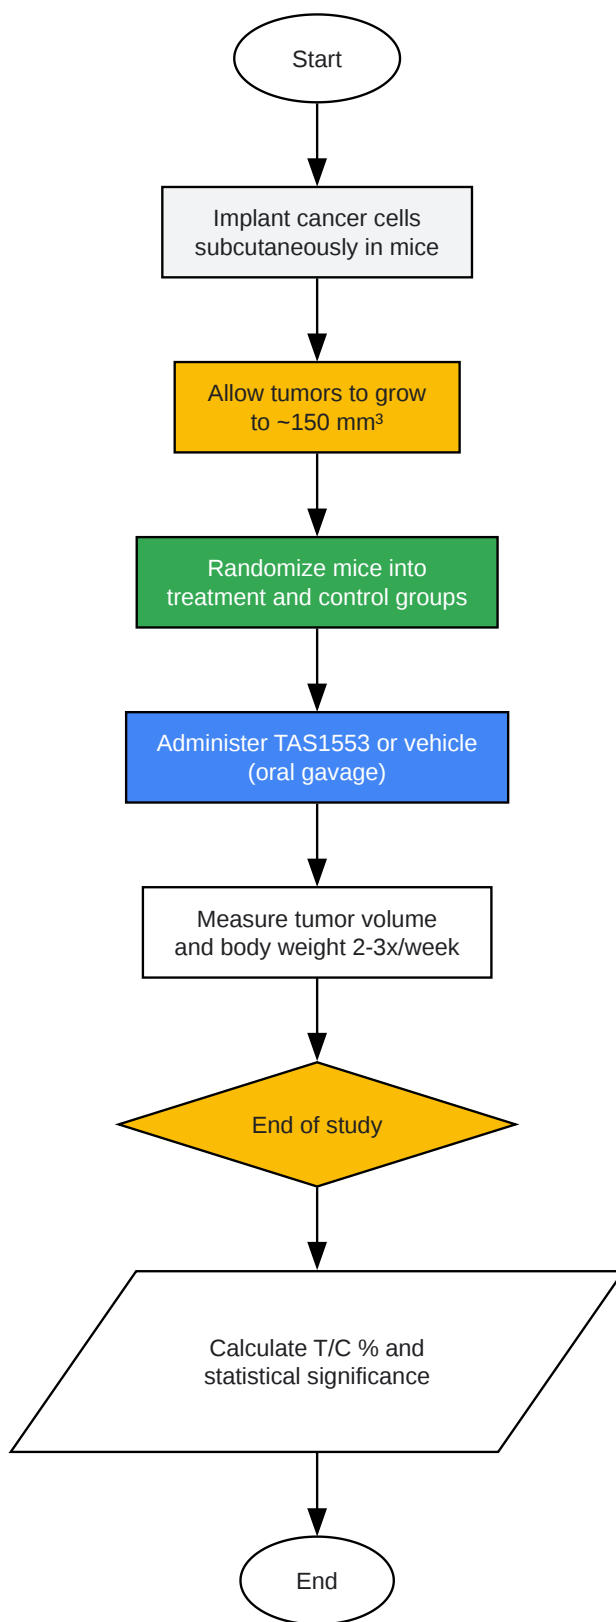 Start
Implant cancer cells
subcutaneously in mice
Allow tumors to grow
to ~150 mm³
Randomize mice into
treatment and control groups
Administer TAS1553 or vehicle
(oral gavage)
Measure tumor volume
and body weight 2-3x/week
End of study
Calculate T/C % and
statistical significance
End